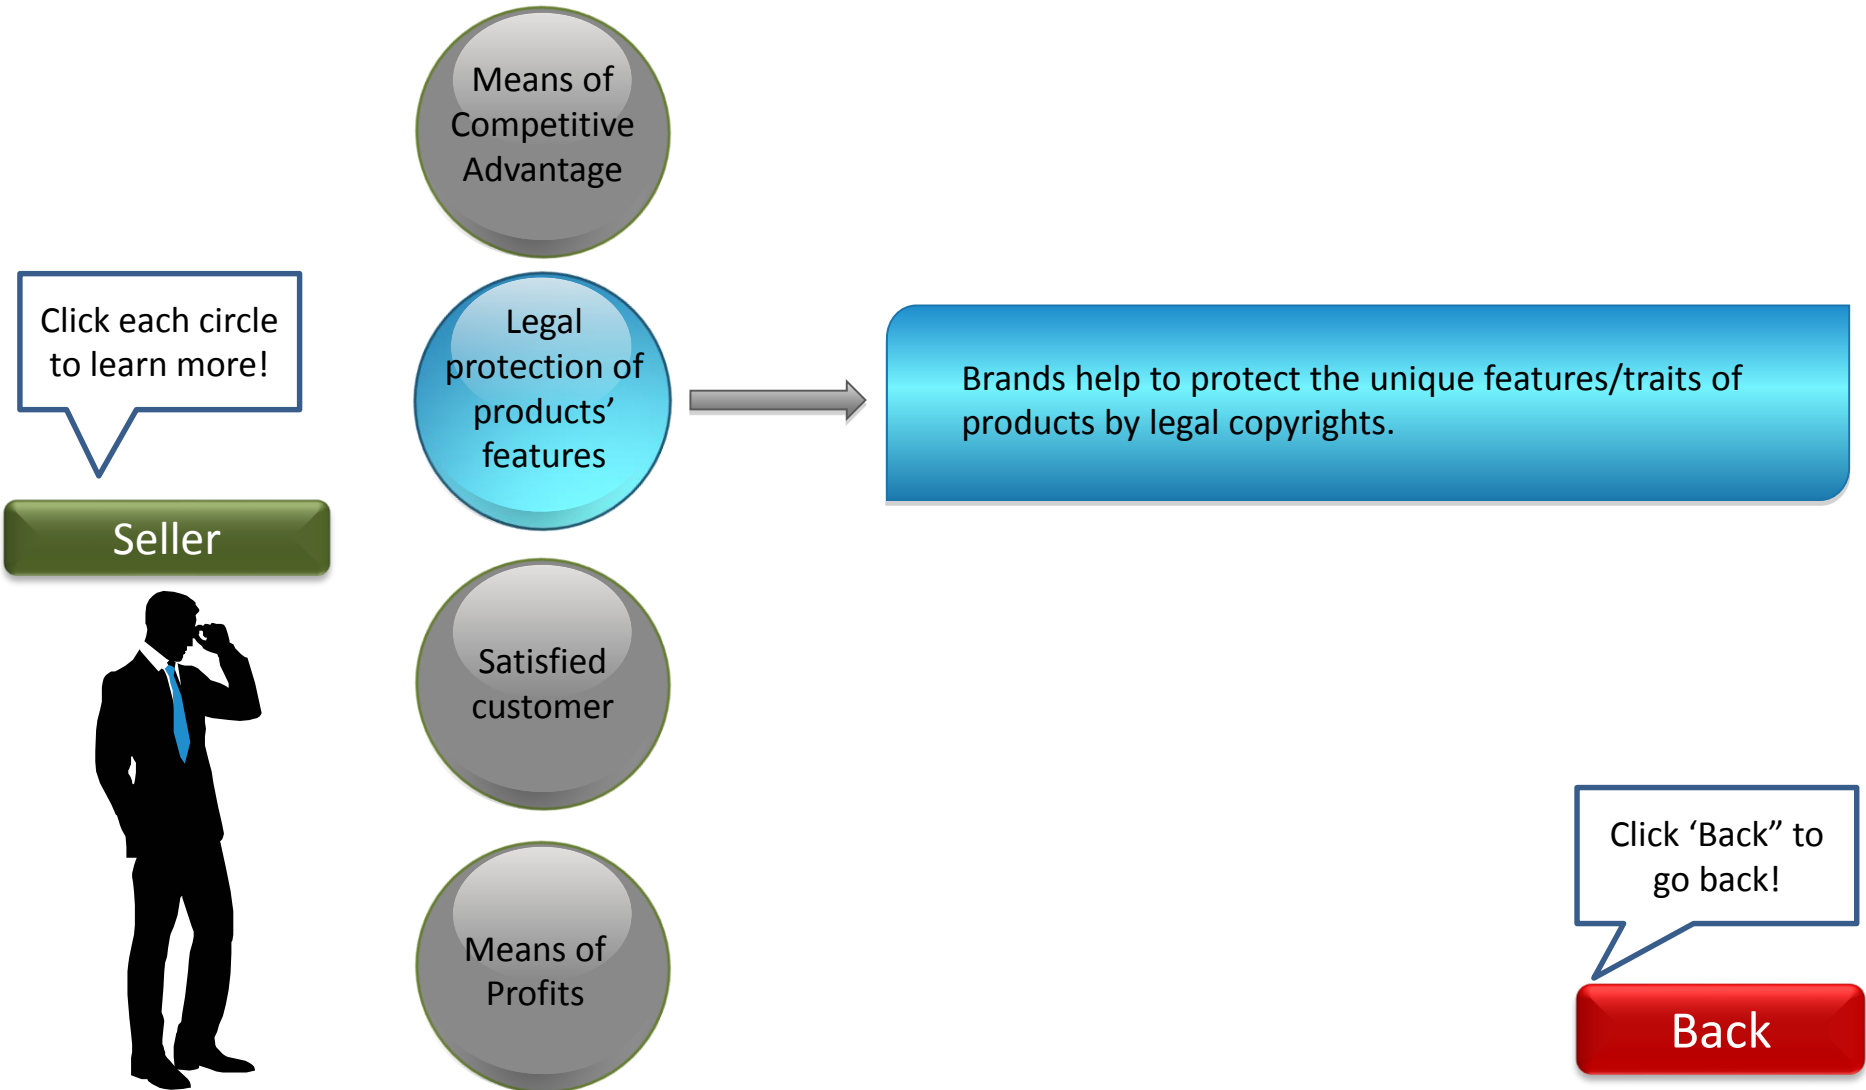 Means of
Competitive
Advantage
Click each circle
to learn more!
Legal
protection of
products’
features
Brands help to protect the unique features/traits of
products by legal copyrights.
Seller
Satisfied
customer
Means of
Profits
Click ‘Back” to
go back!
Back